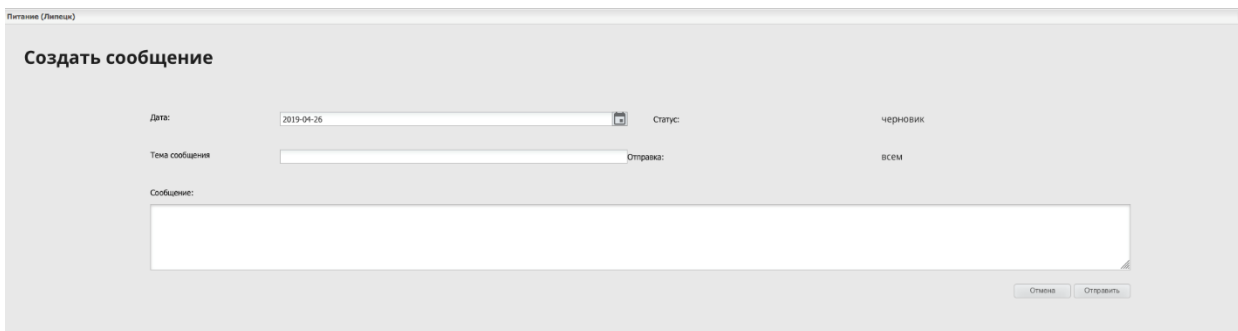 Питание (Липецк)
Создать сообщение
Дата: 2019-04-26 Статус: черновик
Тема сообщения Отправка: всем
Сообщение:
Отмена Отправить